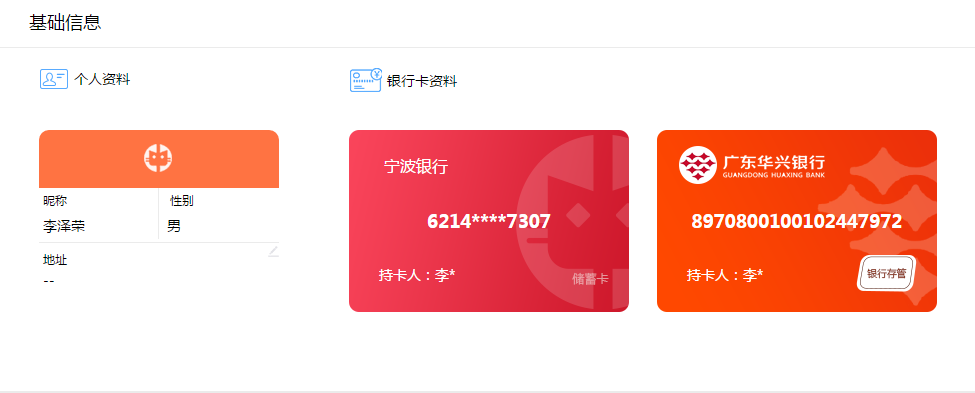 基础信息
个人资料
昵称
性别
李泽荣
男
地址
--
银行卡资料
宁波银行
6214****7307
持卡人：李*
储蓄卡
广东华兴银行
GUANGDONG HUAXING BANK
8970800100102447972
持卡人：李*
银行存管